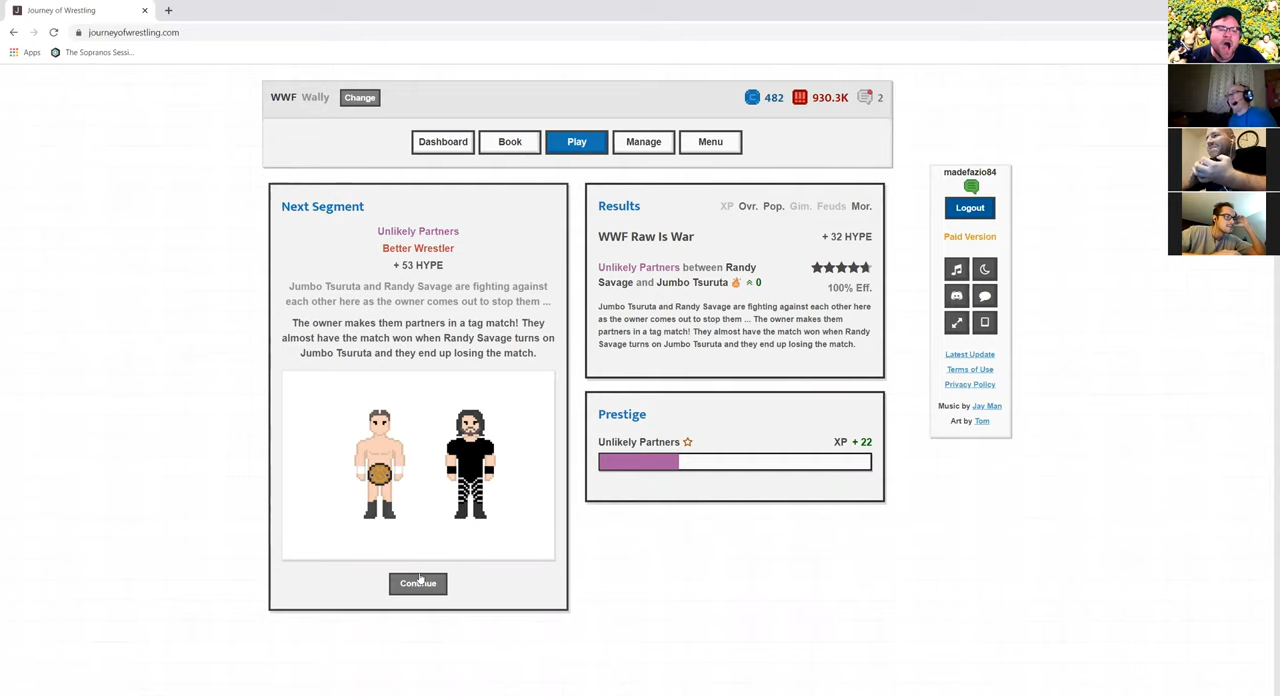 Journey of Wrestling
journeyofwrestling.com
Apps
The Sopranos Sessi...
WWF Wally Change
482 930.3K 2
Dashboard Book Play Manage Menu
Next Segment
Unlikely Partners
Better Wrestler
+ 53 HYPE
Jumbo Tsuruta and Randy Savage are fighting against
each other here as the owner comes out to stop them ...
The owner makes them partners in a tag match! They
almost have the match won when Randy Savage turns on
Jumbo Tsuruta and they end up losing the match.
Continue
Results XP Ovr. Pop. Gim. Feuds Mor.
WWF Raw Is War + 32 HYPE
Unlikely Partners between Randy
Savage and Jumbo Tsuruta 0
100% Eff.
Jumbo Tsuruta and Randy Savage are fighting against each other here
as the owner comes out to stop them ... The owner makes them
partners in a tag match! They almost have the match won when Randy
Savage turns on Jumbo Tsuruta and they end up losing the match.
Prestige
Unlikely Partners XP + 22
madefazio84
Logout
Paid Version
Latest Update
Terms of Use
Privacy Policy
Music by Jay Man
Art by Tom